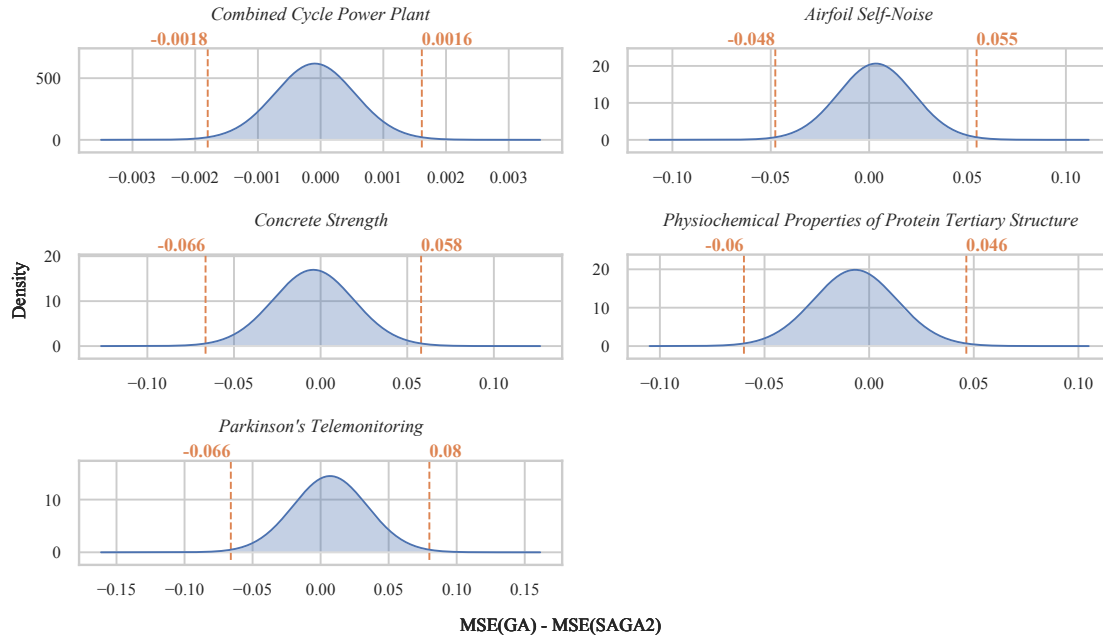 Combined Cycle Power Plant
-0.0018 0.0016
500
0
−0.003 −0.002 −0.001 0.000 0.001 0.002 0.003
Airfoil Self-Noise
-0.048 0.055
20
10
0
−0.10 −0.05 0.00 0.05 0.10
Concrete Strength
-0.066 0.058
20
10
0
−0.10 −0.05 0.00 0.05 0.10
Physiochemical Properties of Protein Tertiary Structure
-0.06 0.046
20
10
0
−0.10 −0.05 0.00 0.05 0.10
Density
Parkinson's Telemonitoring
-0.066 0.08
10
0
−0.15 −0.10 −0.05 0.00 0.05 0.10 0.15
MSE(GA) - MSE(SAGA2)